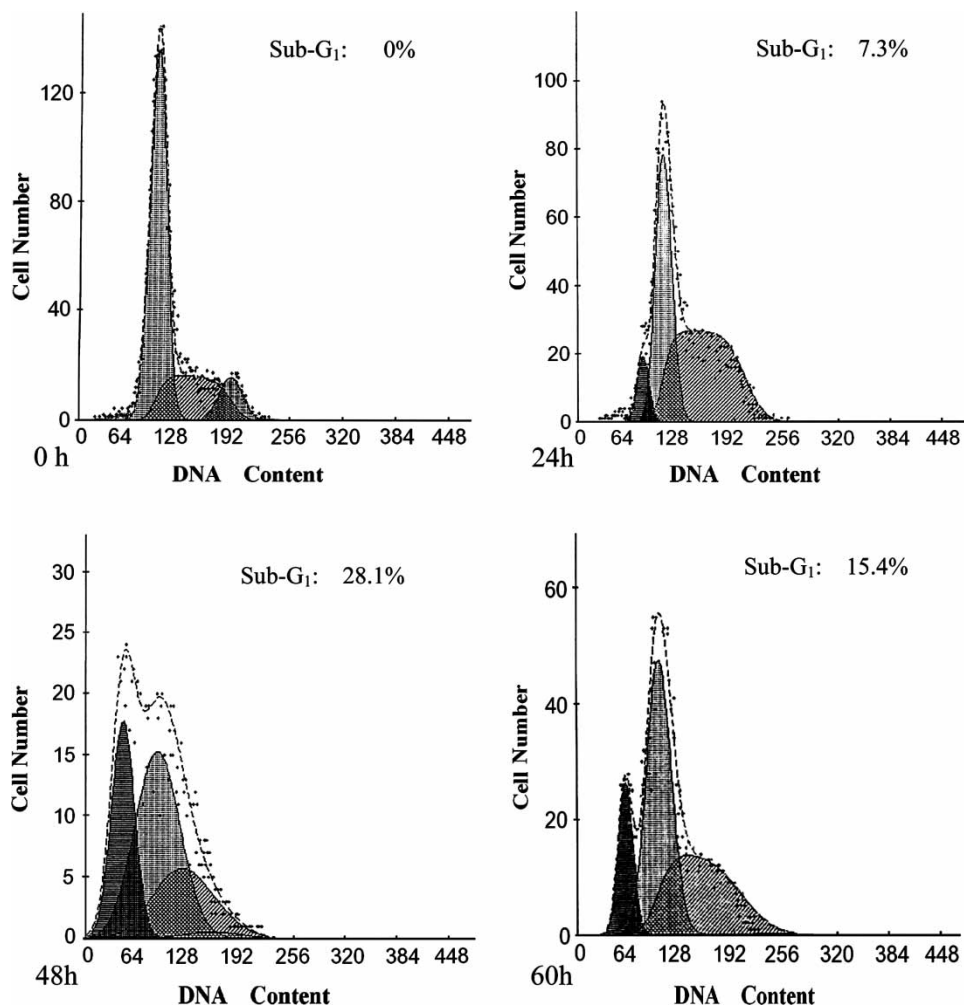 Sub-G₁: 0%
120
80
40
0
Cell Number
0 64 128 192 256 320 384 448
0 h
DNA Content
Sub-G₁: 7.3%
100
80
60
40
20
0
Cell Number
0 64 128 192 256 320 384 448
24h
DNA Content
Sub-G₁: 28.1%
30
25
20
15
10
5
0
Cell Number
0 64 128 192 256 320 384 448
48h
DNA Content
Sub-G₁: 15.4%
60
40
20
0
Cell Number
0 64 128 192 256 320 384 448
60h
DNA Content